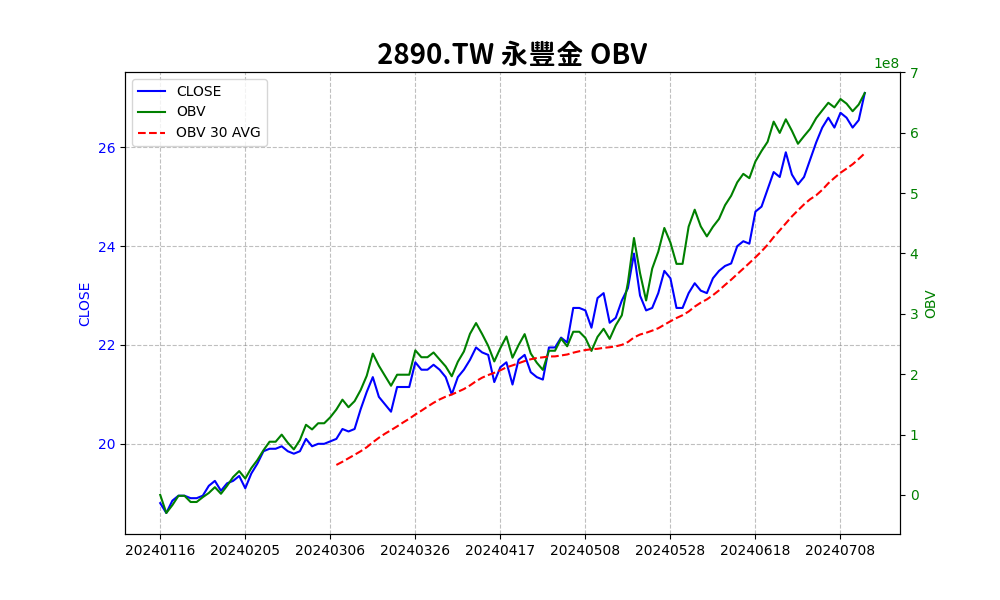 2890.TW 永豐金 OBV
1e8
CLOSE
OBV
OBV 30 AVG
26
24
22
20
CLOSE
7
6
5
4
3
2
1
0
OBV
20240116 20240205 20240306 20240326 20240417 20240508 20240528 20240618 20240708